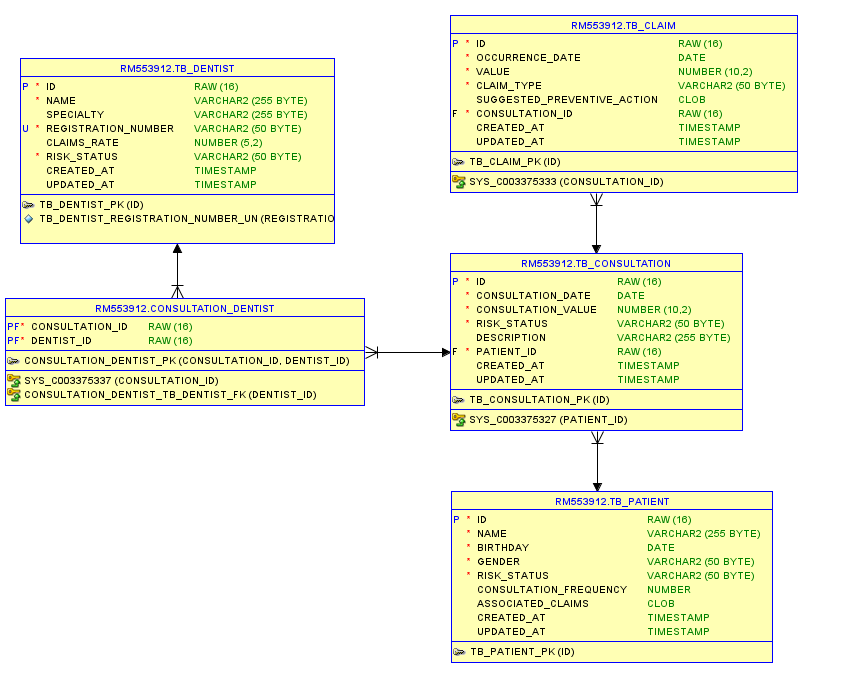 RM553912.TB_DENTIST
P * ID RAW (16)
* NAME VARCHAR2 (255 BYTE)
SPECIALTY VARCHAR2 (255 BYTE)
U * REGISTRATION_NUMBER VARCHAR2 (50 BYTE)
CLAIMS_RATE NUMBER (5,2)
* RISK_STATUS VARCHAR2 (50 BYTE)
CREATED_AT TIMESTAMP
UPDATED_AT TIMESTAMP
TB_DENTIST_PK (ID)
TB_DENTIST_REGISTRATION_NUMBER_UN (REGISTRATIO
RM553912.CONSULTATION_DENTIST
PF* CONSULTATION_ID RAW (16)
PF* DENTIST_ID RAW (16)
CONSULTATION_DENTIST_PK (CONSULTATION_ID, DENTIST_ID)
SYS_C003375337 (CONSULTATION_ID)
CONSULTATION_DENTIST_TB_DENTIST_FK (DENTIST_ID)
RM553912.TB_CLAIM
P * ID RAW (16)
* OCCURRENCE_DATE DATE
* VALUE NUMBER (10,2)
* CLAIM_TYPE VARCHAR2 (50 BYTE)
SUGGESTED_PREVENTIVE_ACTION CLOB
F * CONSULTATION_ID RAW (16)
CREATED_AT TIMESTAMP
UPDATED_AT TIMESTAMP
TB_CLAIM_PK (ID)
SYS_C003375333 (CONSULTATION_ID)
RM553912.TB_CONSULTATION
P * ID RAW (16)
* CONSULTATION_DATE DATE
* CONSULTATION_VALUE NUMBER (10,2)
* RISK_STATUS VARCHAR2 (50 BYTE)
DESCRIPTION VARCHAR2 (255 BYTE)
F * PATIENT_ID RAW (16)
CREATED_AT TIMESTAMP
UPDATED_AT TIMESTAMP
TB_CONSULTATION_PK (ID)
SYS_C003375327 (PATIENT_ID)
RM553912.TB_PATIENT
P * ID RAW (16)
* NAME VARCHAR2 (255 BYTE)
* BIRTHDAY DATE
* GENDER VARCHAR2 (50 BYTE)
* RISK_STATUS VARCHAR2 (50 BYTE)
CONSULTATION_FREQUENCY NUMBER
ASSOCIATED_CLAIMS CLOB
CREATED_AT TIMESTAMP
UPDATED_AT TIMESTAMP
TB_PATIENT_PK (ID)